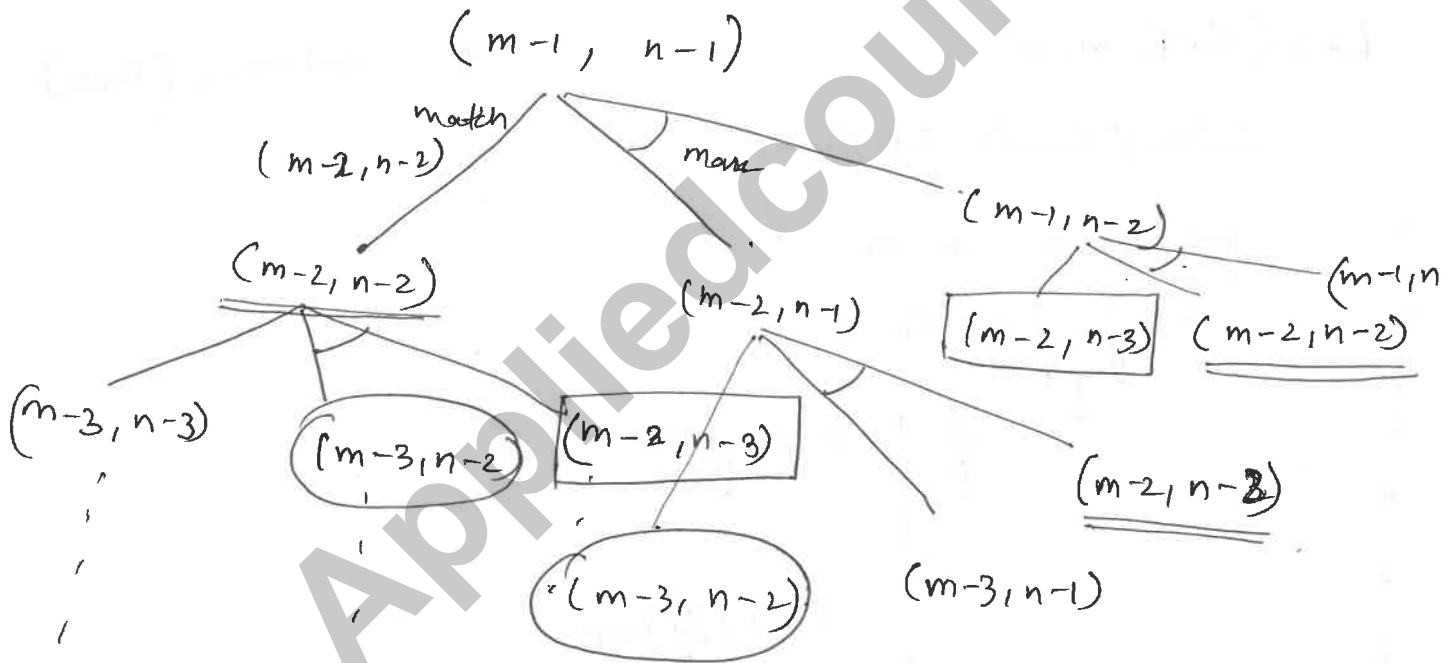 (m-1, n-1)
match
(m-2, n-2)
max
(m-1, n-2)
(m-2, n-2)
(m-2, n-1)
(m-2, n-3)
(m-2, n-2)
(m-1, n
(m-3, n-3)
(m-3, n-2)
(m-2, n-3)
(m-2, n-2)
(m-3, n-2)
(m-3, n-1)
Appliedcour